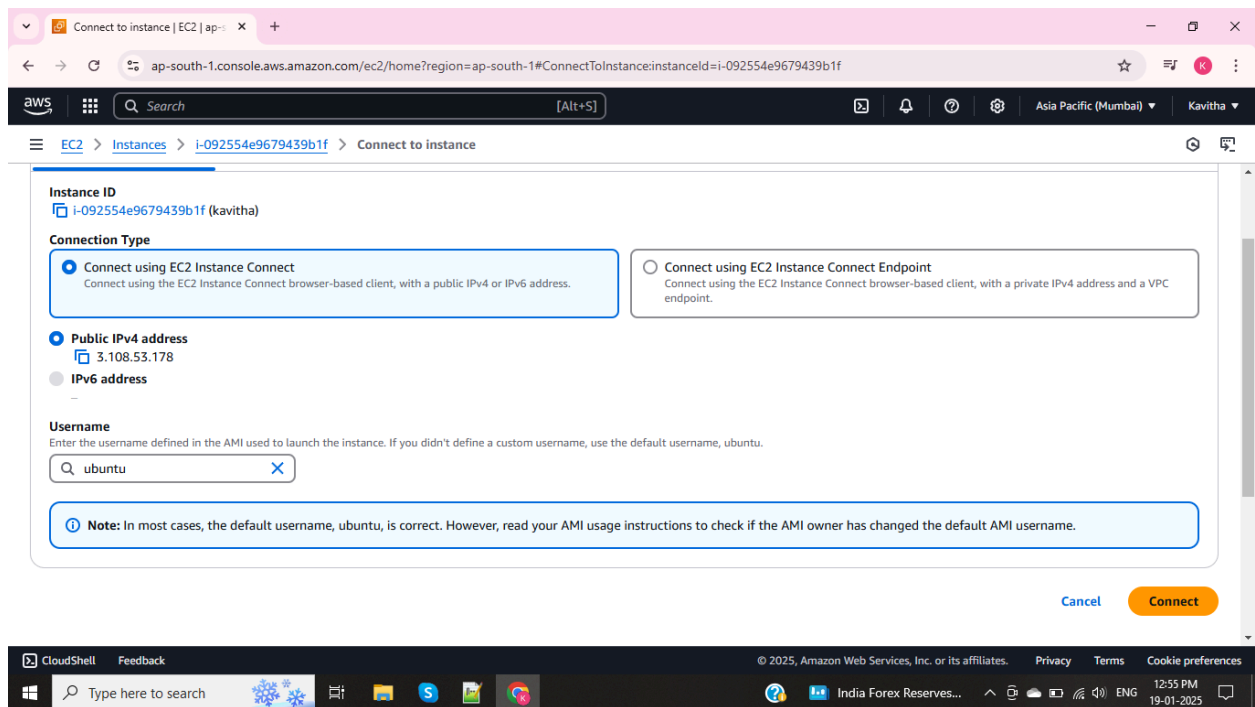 Connect to instance | EC2 | ap-s
ap-south-1.console.aws.amazon.com/ec2/home?region=ap-south-1#ConnectToInstance:instanceId=i-092554e9679439b1f
K
aws
Search [Alt+S]
Asia Pacific (Mumbai)
Kavitha
EC2 > Instances > i-092554e9679439b1f > Connect to instance
Instance ID
i-092554e9679439b1f (kavitha)
Connection Type
Connect using EC2 Instance Connect
Connect using the EC2 Instance Connect browser-based client, with a public IPv4 or IPv6 address.
Connect using EC2 Instance Connect Endpoint
Connect using the EC2 Instance Connect browser-based client, with a private IPv4 address and a VPC
endpoint.
Public IPv4 address
3.108.53.178
IPv6 address
–
Username
Enter the username defined in the AMI used to launch the instance. If you didn't define a custom username, use the default username, ubuntu.
ubuntu
Note: In most cases, the default username, ubuntu, is correct. However, read your AMI usage instructions to check if the AMI owner has changed the default AMI username.
Cancel
Connect
CloudShell Feedback
© 2025, Amazon Web Services, Inc. or its affiliates. Privacy Terms Cookie preferences
Type here to search
India Forex Reserves...
ENG
12:55 PM
19-01-2025